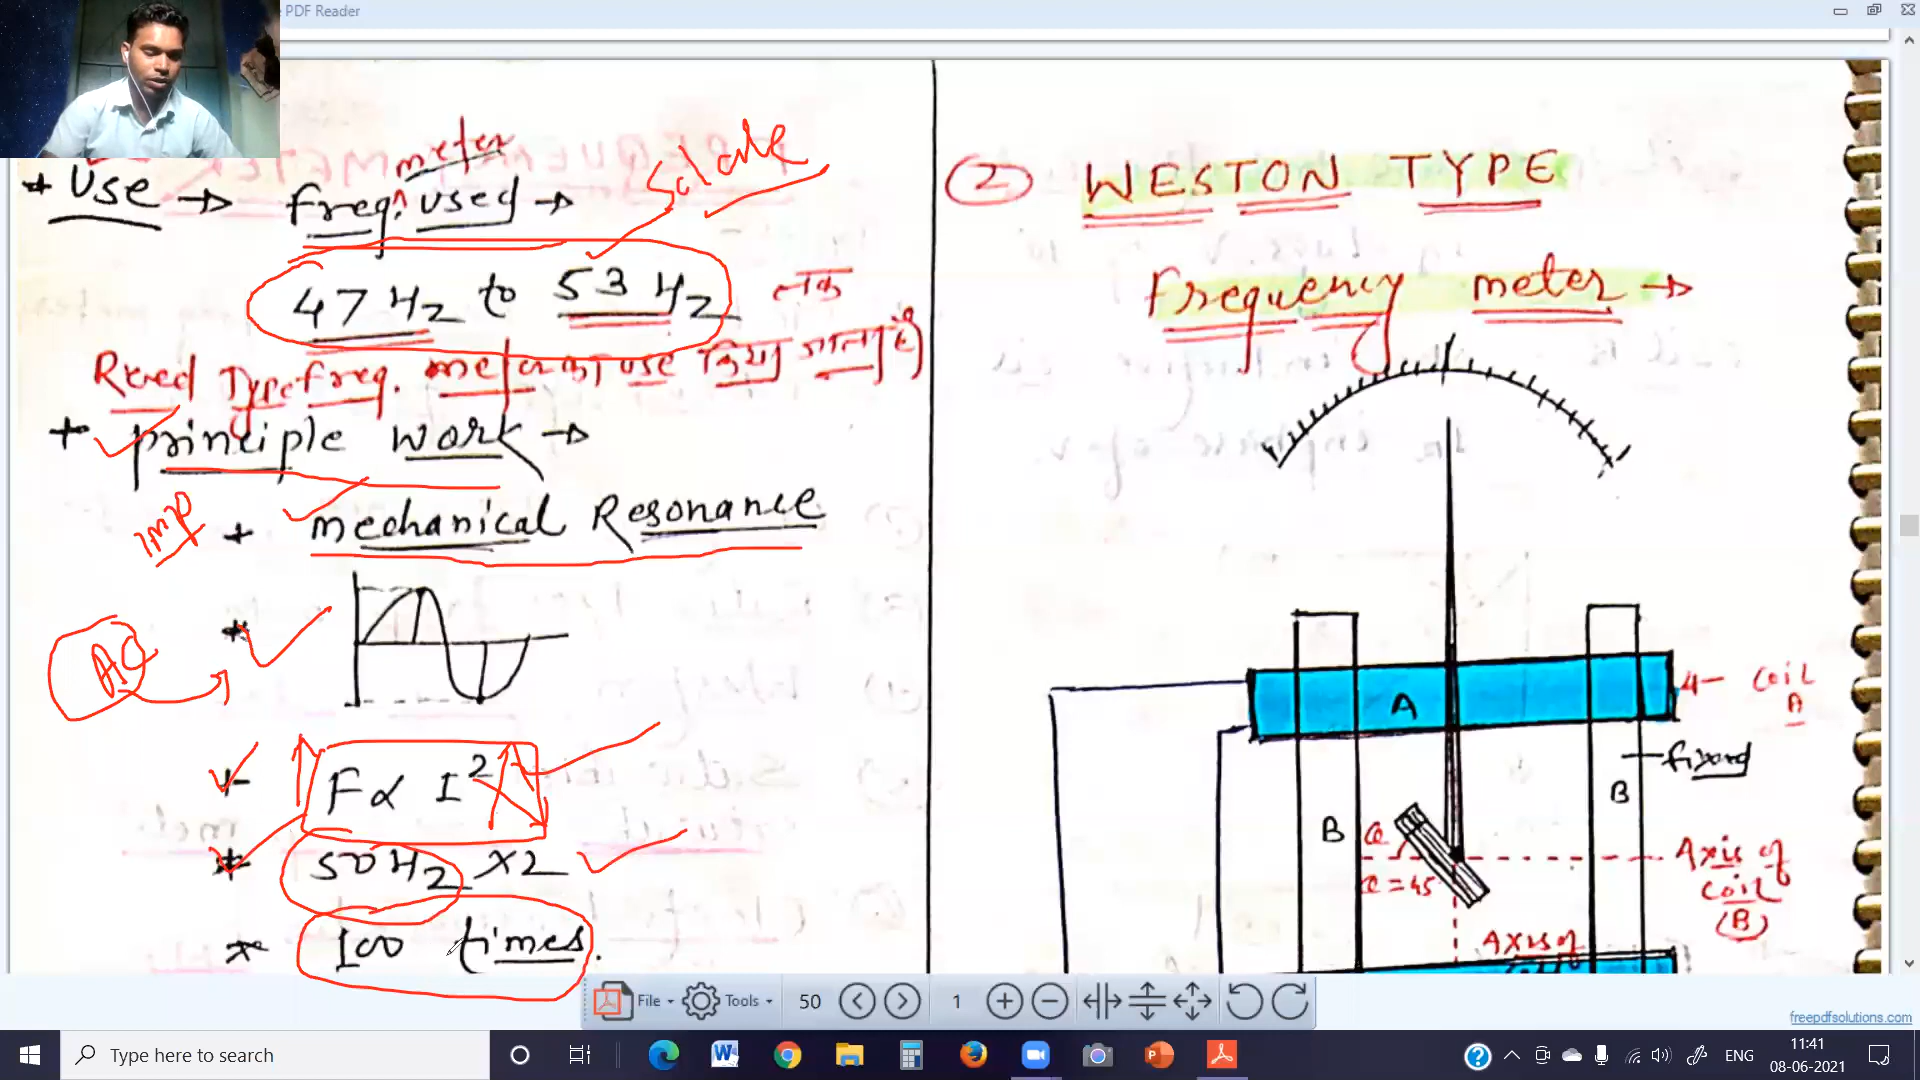 PDF Reader
meter
* Use → freq. used →
Scale
47 Hz to 53 Hz तक
Reed Type freq. meter का use किया जाता है
+ principle work →
Imp + mechanical Resonance
AC
F ∝ I²
50 Hz × 2
* 100 times.
② WESTON TYPE
Frequency meter →
A
Coil
A
fixed
B
B
α
α = 45
Axis of
Coil
(B)
Axis of
File
Tools
50
1
freepdfsolutions.com
Type here to search
ENG
11:41
08-06-2021